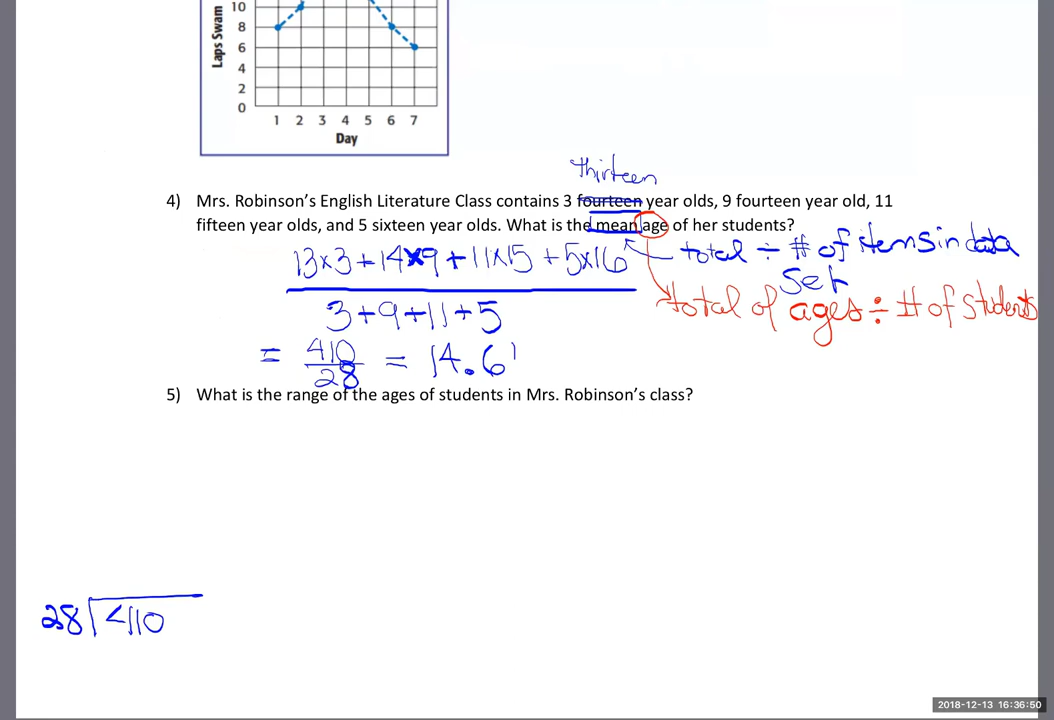 Laps Swam
10
8
6
4
2
0
1 2 3 4 5 6 7
Day
thirteen
4) Mrs. Robinson's English Literature Class contains 3 fourteen year olds, 9 fourteen year old, 11
fifteen year olds, and 5 sixteen year olds. What is the mean age of her students?
13x3+14x9+11x15+5x16
total ÷ # of items in data
set
3+9+11+5
total of ages ÷ # of students
= 410/28 = 14.6
5) What is the range of the ages of students in Mrs. Robinson's class?
28 410
2018-12-13 16:36:50